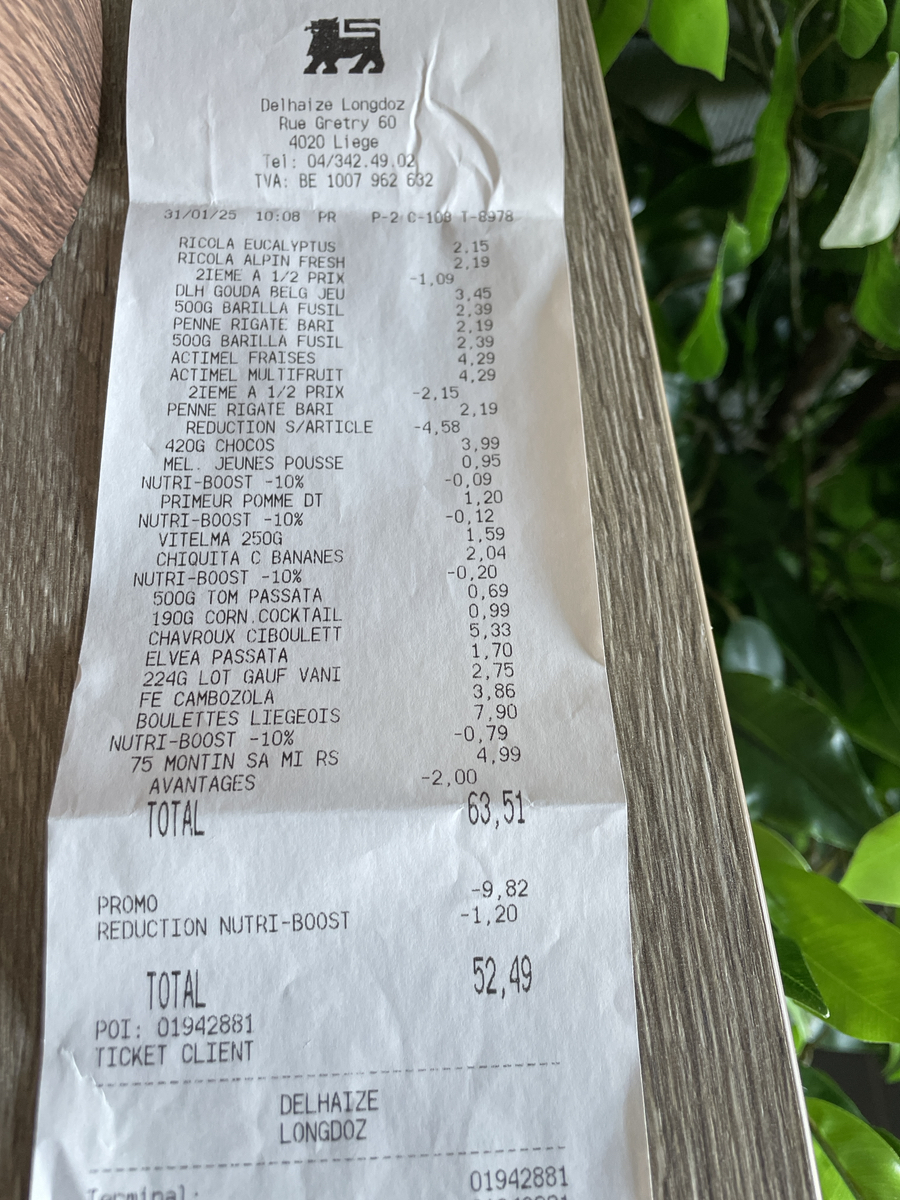 Delhaize Longdoz
Rue Gretry 60
4020 Liege
Tel: 04/342.49.02
TVA: BE 1007 962 632
31/01/25 10:08 PR P-2 C-108 T-8978
RICOLA EUCALYPTUS 2.15
RICOLA ALPIN FRESH 2,19
2IEME A 1/2 PRIX -1,09
DLH GOUDA BELG JEU 3,45
500G BARILLA FUSIL 2,39
PENNE RIGATE BARI 2,19
500G BARILLA FUSIL 2,39
ACTIMEL FRAISES 4,29
ACTIMEL MULTIFRUIT 4,29
2IEME A 1/2 PRIX -2,15
PENNE RIGATE BARI 2,19
REDUCTION S/ARTICLE -4,58
420G CHOCOS 3,99
MEL. JEUNES POUSSE 0,95
NUTRI-BOOST -10% -0,09
PRIMEUR POMME DT 1,20
NUTRI-BOOST -10% -0,12
VITELMA 250G 1,59
CHIQUITA C BANANES 2,04
NUTRI-BOOST -10% -0,20
500G TOM PASSATA 0,69
190G CORN.COCKTAIL 0,99
CHAVROUX CIBOULETT 5,33
ELVEA PASSATA 1,70
224G LOT GAUF VANI 2,75
FE CAMBOZOLA 3,86
BOULETTES LIEGEOIS 7,90
NUTRI-BOOST -10% -0,79
75 MONTIN SA MI RS 4,99
AVANTAGES -2,00
TOTAL 63,51
PROMO -9,82
REDUCTION NUTRI-BOOST -1,20
TOTAL 52,49
POI: 01942881
TICKET CLIENT
DELHAIZE
LONGDOZ
Terminal: 01942881